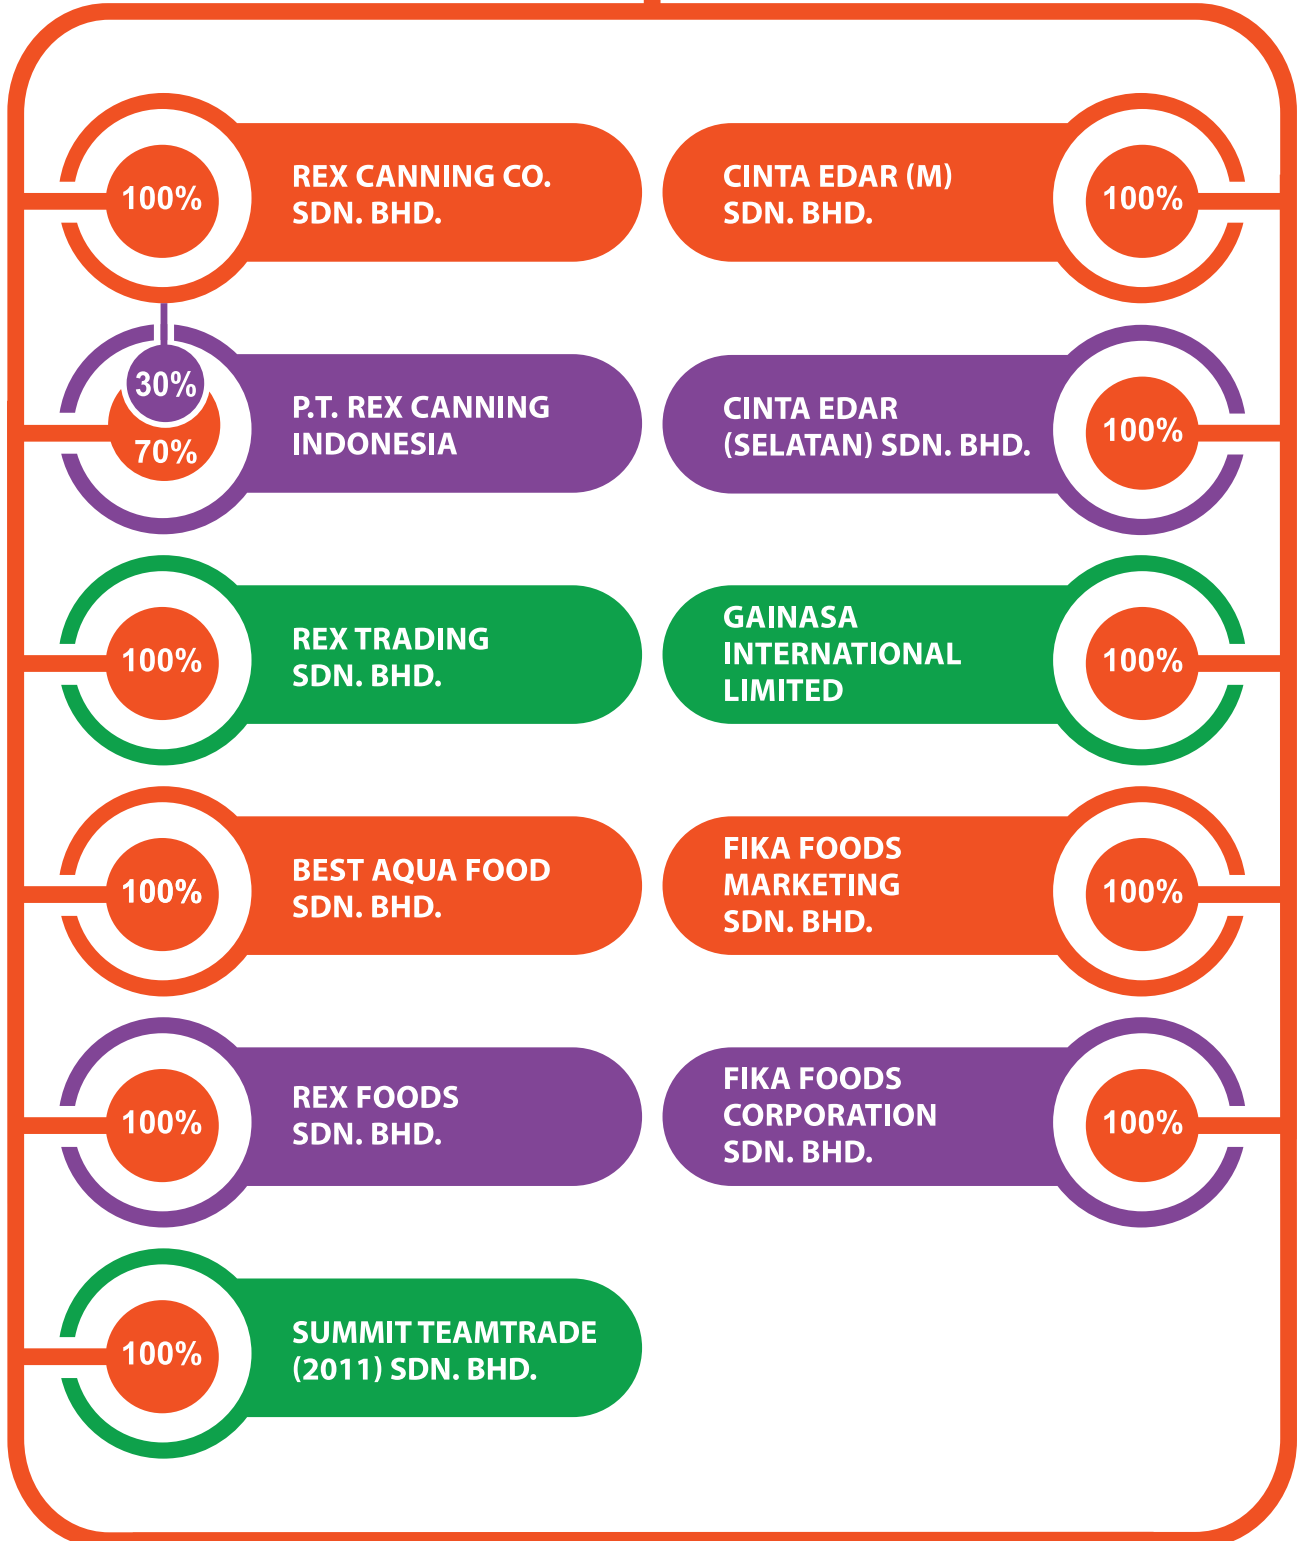 100%
REX CANNING CO.
SDN. BHD.
CINTA EDAR (M)
SDN. BHD.
100%
30%
70%
P.T. REX CANNING
INDONESIA
CINTA EDAR
(SELATAN) SDN. BHD.
100%
100%
REX TRADING
SDN. BHD.
GAINASA
INTERNATIONAL
LIMITED
100%
100%
BEST AQUA FOOD
SDN. BHD.
FIKA FOODS
MARKETING
SDN. BHD.
100%
100%
REX FOODS
SDN. BHD.
FIKA FOODS
CORPORATION
SDN. BHD.
100%
100%
SUMMIT TEAMTRADE
(2011) SDN. BHD.